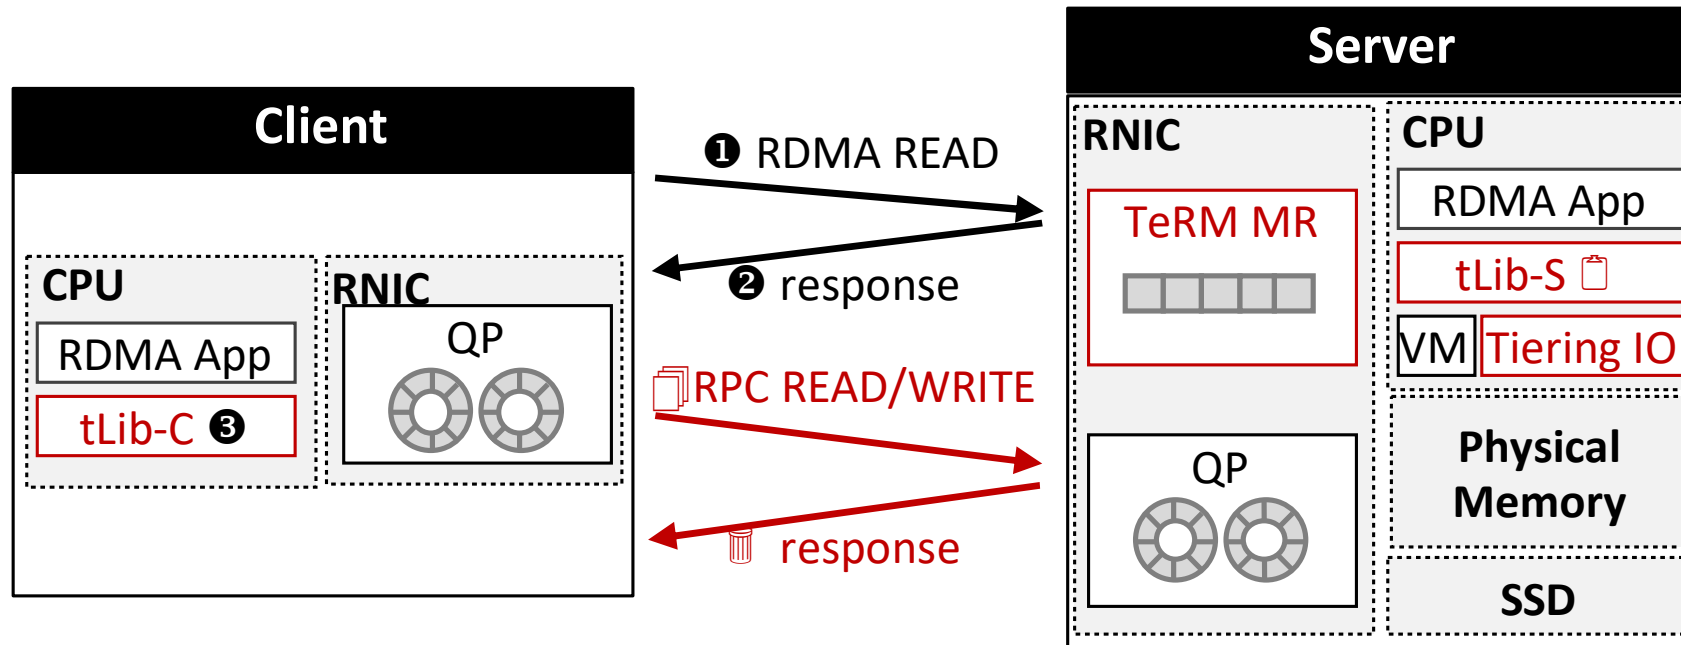 Client
CPU
RDMA App
tLib-C ❸
RNIC
QP
❶ RDMA READ
❷ response
RPC READ/WRITE
response
Server
RNIC
TeRM MR
QP
CPU
RDMA App
tLib-S
VM
Tiering IO
Physical
Memory
SSD